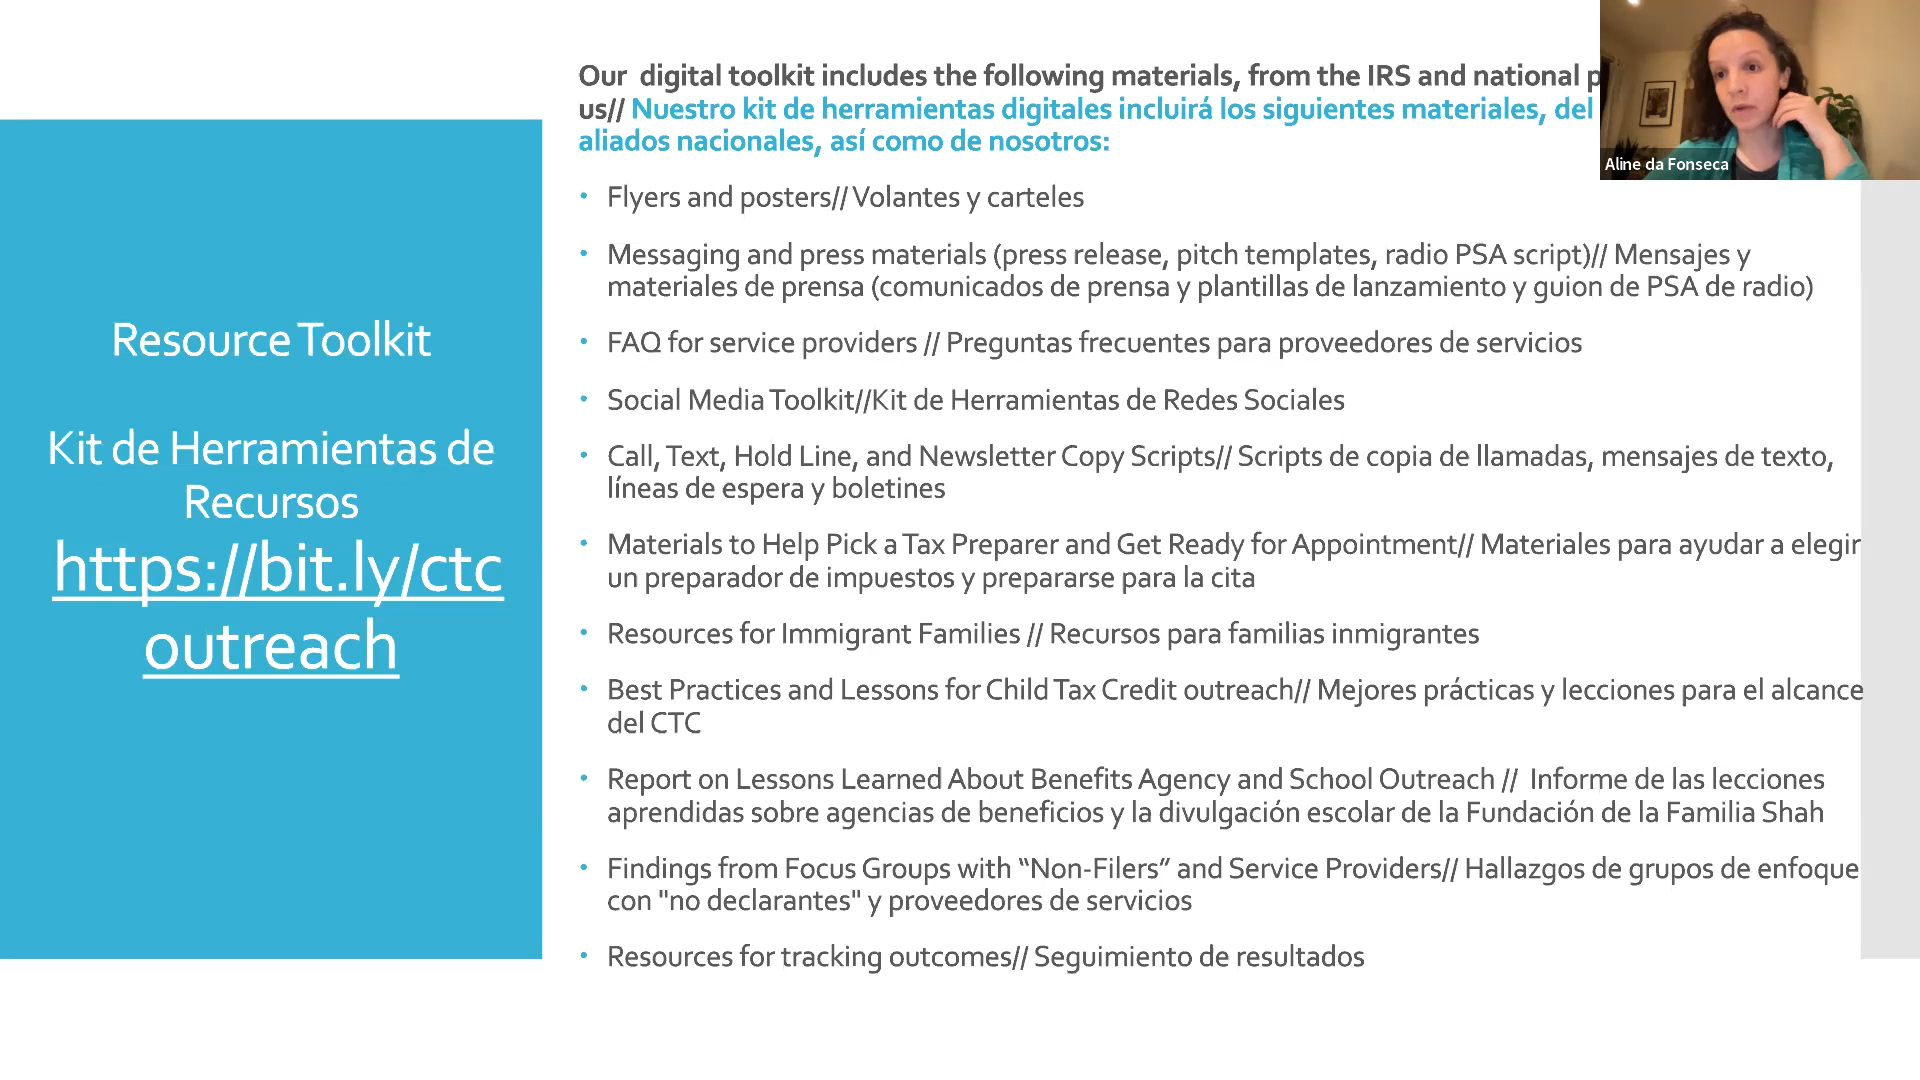 Resource Toolkit
Kit de Herramientas de
Recursos
https://bit.ly/ctc
outreach
Our digital toolkit includes the following materials, from the IRS and national
us// Nuestro kit de herramientas digitales incluirá los siguientes materiales, del
aliados nacionales, así como de nosotros:
• Flyers and posters// Volantes y carteles
• Messaging and press materials (press release, pitch templates, radio PSA script)// Mensajes y
materiales de prensa (comunicados de prensa y plantillas de lanzamiento y guion de PSA de radio)
• FAQ for service providers // Preguntas frecuentes para proveedores de servicios
• Social Media Toolkit//Kit de Herramientas de Redes Sociales
• Call, Text, Hold Line, and Newsletter Copy Scripts// Scripts de copia de llamadas, mensajes de texto,
líneas de espera y boletines
• Materials to Help Pick a Tax Preparer and Get Ready for Appointment// Materiales para ayudar a elegir
un preparador de impuestos y prepararse para la cita
• Resources for Immigrant Families // Recursos para familias inmigrantes
• Best Practices and Lessons for Child Tax Credit outreach// Mejores prácticas y lecciones para el alcance
del CTC
• Report on Lessons Learned About Benefits Agency and School Outreach // Informe de las lecciones
aprendidas sobre agencias de beneficios y la divulgación escolar de la Fundación de la Familia Shah
• Findings from Focus Groups with “Non-Filers” and Service Providers// Hallazgos de grupos de enfoque
con "no declarantes" y proveedores de servicios
• Resources for tracking outcomes// Seguimiento de resultados
Aline da Fonseca